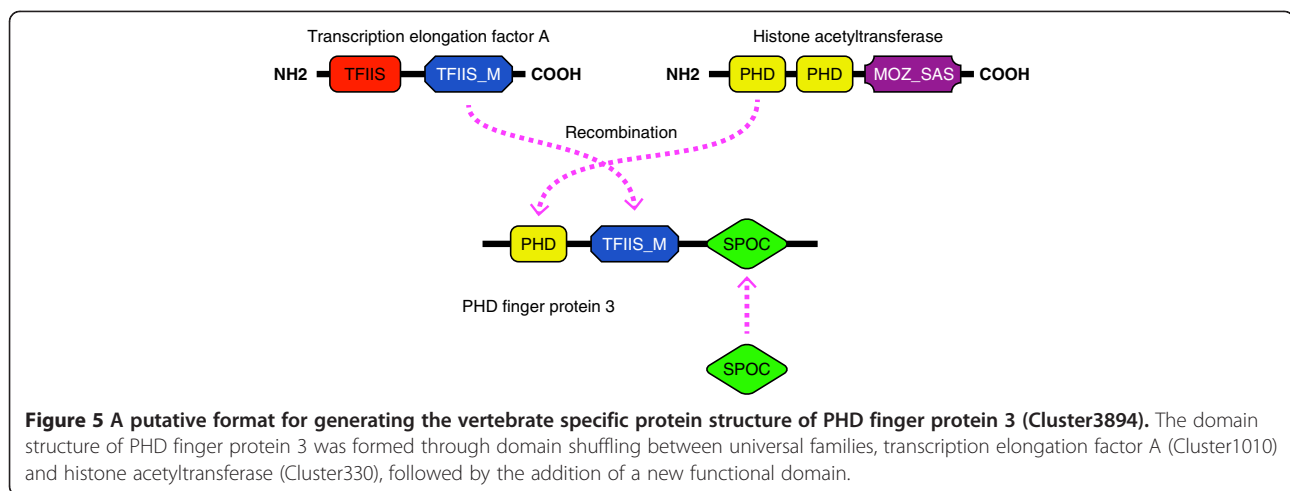 Transcription elongation factor A
Histone acetyltransferase
NH2 TFIIS TFIIS_M COOH
NH2 PHD PHD MOZ_SAS COOH
Recombination
PHD TFIIS_M SPOC
PHD finger protein 3
SPOC
Figure 5 A putative format for generating the vertebrate specific protein structure of PHD finger protein 3 (Cluster3894). The domain
structure of PHD finger protein 3 was formed through domain shuffling between universal families, transcription elongation factor A (Cluster1010)
and histone acetyltransferase (Cluster330), followed by the addition of a new functional domain.